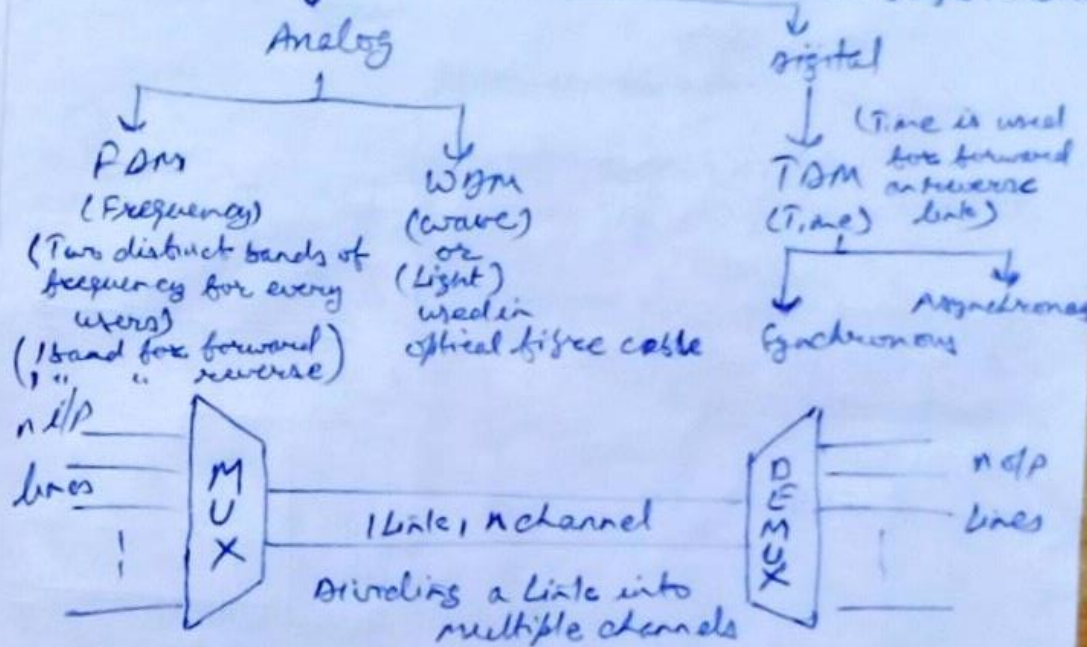 Analog
Digital
FDM
(Frequency)
(Two distinct bands of
frequency for every
users)
(1 band for forward)
1 " " reverse)
WDM
(wave)
or
(Light)
used in
optical fibre cable
(Time is used
for forward
reverse
link)
TDM
(Time)
Synchronous
Asynchronous
n i/p
lines
MUX
1 Link, n channel
Dividing a Link into
multiple channels
DEMUX
n o/p
Lines